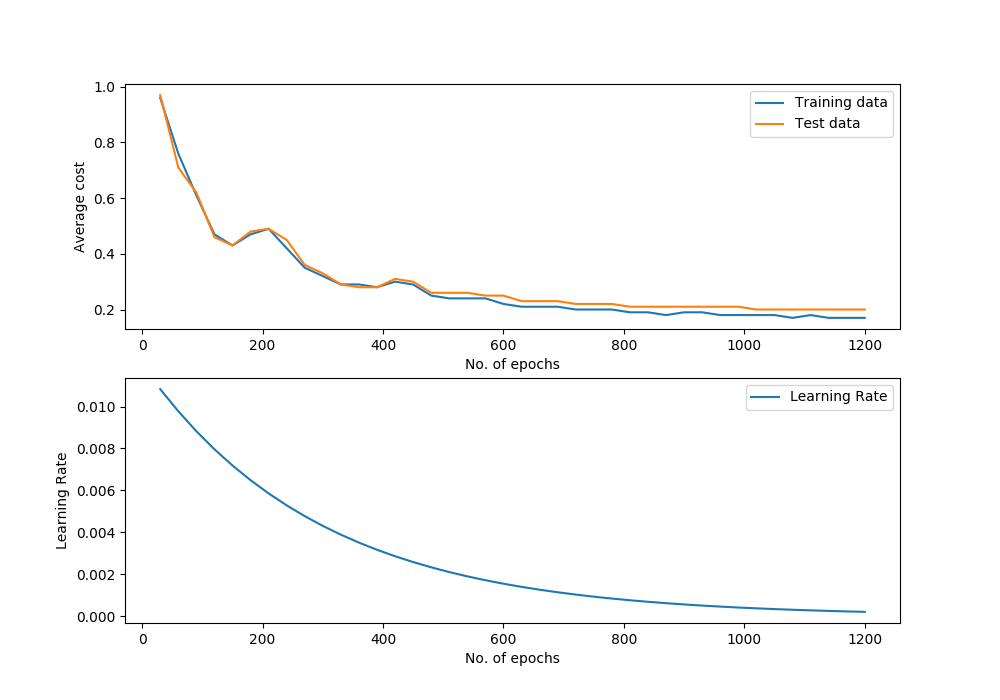 1.0
0.8
0.6
0.4
0.2
Average cost
Training data
Test data
0 200 400 600 800 1000 1200
No. of epochs
0.010
0.008
0.006
0.004
0.002
0.000
Learning Rate
Learning Rate
0 200 400 600 800 1000 1200
No. of epochs